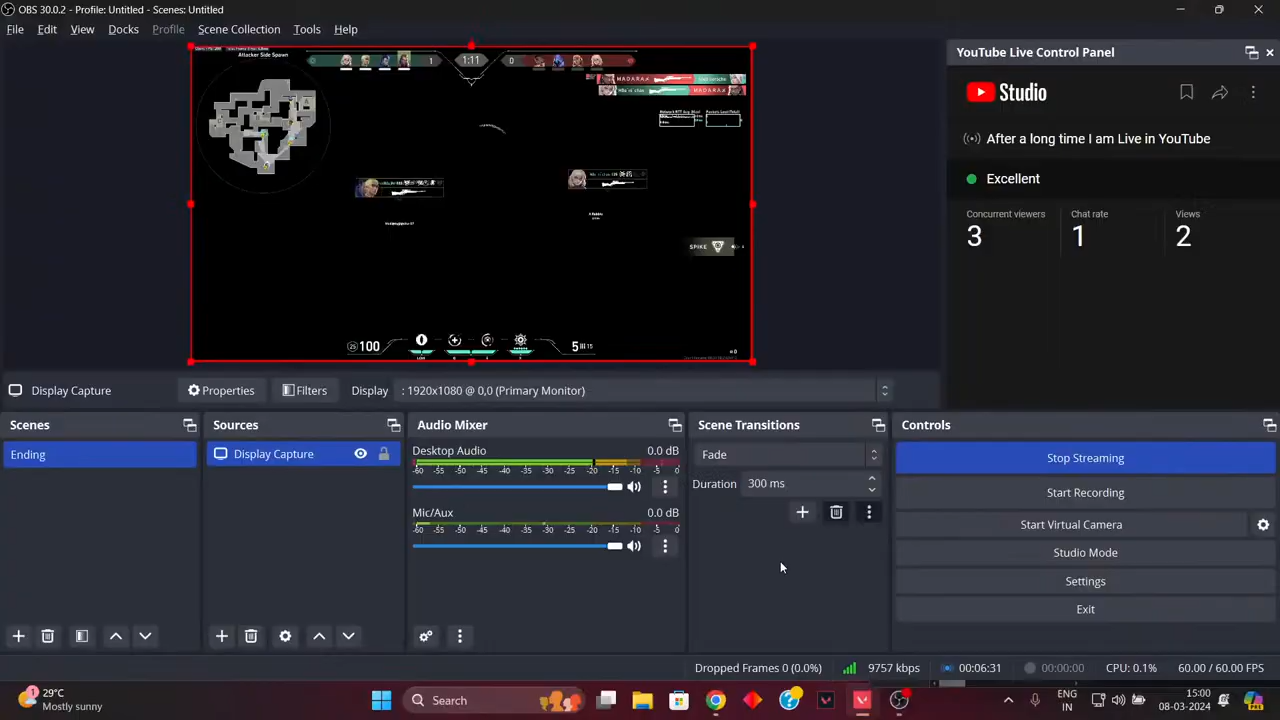 OBS 30.0.2 - Profile: Untitled - Scenes: Untitled
File Edit View Docks Profile Scene Collection Tools Help
Attacker Side Spawn
1 1:11 0
MADARAX
MADARAX
SPIKE
25 100
5 15
YouTube Live Control Panel
Studio
After a long time I am Live in YouTube
Excellent
Concurrent viewers Chat rate Views
3 1 2
Display Capture Properties Filters Display : 1920x1080 @ 0,0 (Primary Monitor)
Scenes
Ending
Sources
Display Capture
Audio Mixer
Desktop Audio 0.0 dB
-60 -55 -50 -45 -40 -35 -30 -25 -20 -15 -10 -5 0
Mic/Aux 0.0 dB
-60 -55 -50 -45 -40 -35 -30 -25 -20 -15 -10 -5 0
Scene Transitions
Fade
Duration 300 ms
Controls
Stop Streaming
Start Recording
Start Virtual Camera
Studio Mode
Settings
Exit
Dropped Frames 0 (0.0%) 9757 kbps 00:06:31 00:00:00 CPU: 0.1% 60.00 / 60.00 FPS
1 29°C
Mostly sunny
Search
ENG
IN
13:00
08-03-2024